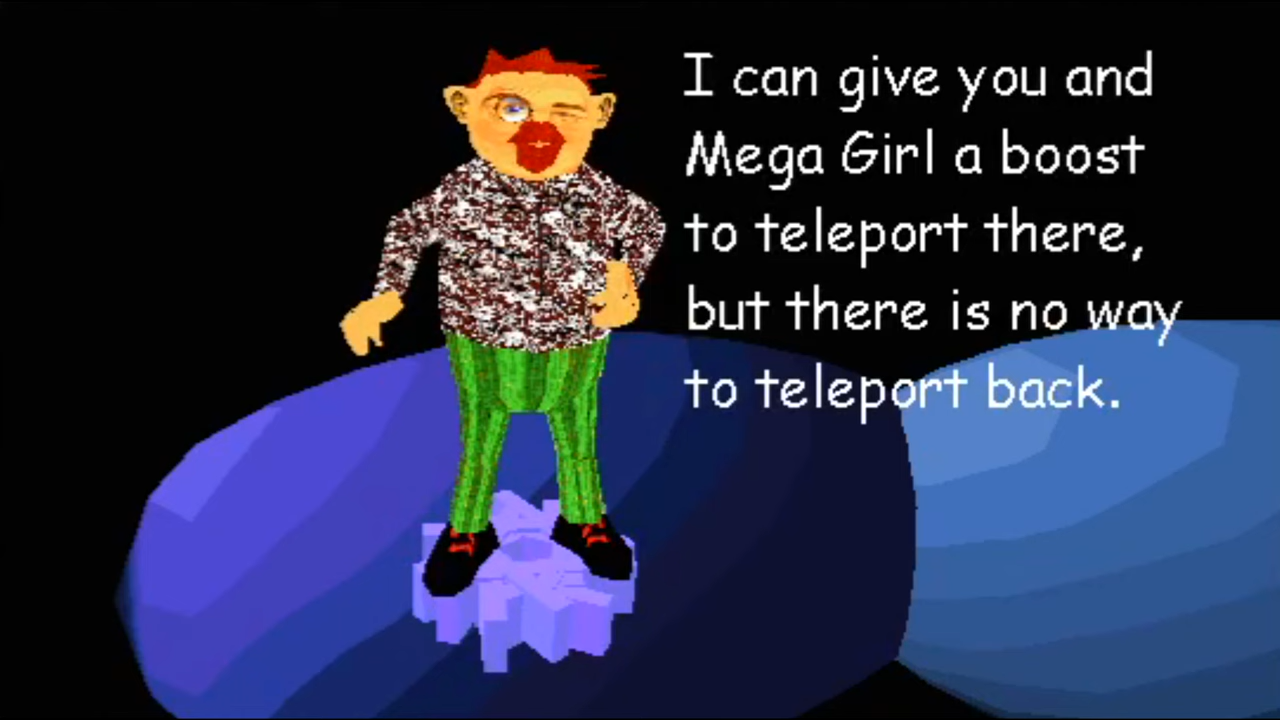 I can give you and
Mega Girl a boost
to teleport there,
but there is no way
to teleport back.